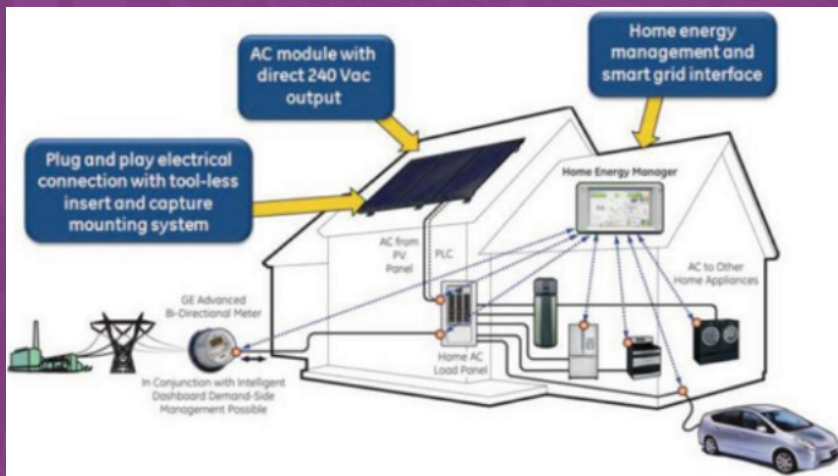 AC module with
direct 240 Vac
output
Home energy
management and
smart grid interface
Plug and play electrical
connection with tool-less
insert and capture
mounting system
Home Energy Manager
AC from
PV
Panel
PLC
AC to Other
Home Appliances
GE Advanced
Bi-Directional Meter
Home AC
Load Panel
In Conjunction with Intelligent
Dashboard Demand-Side
Management Possible